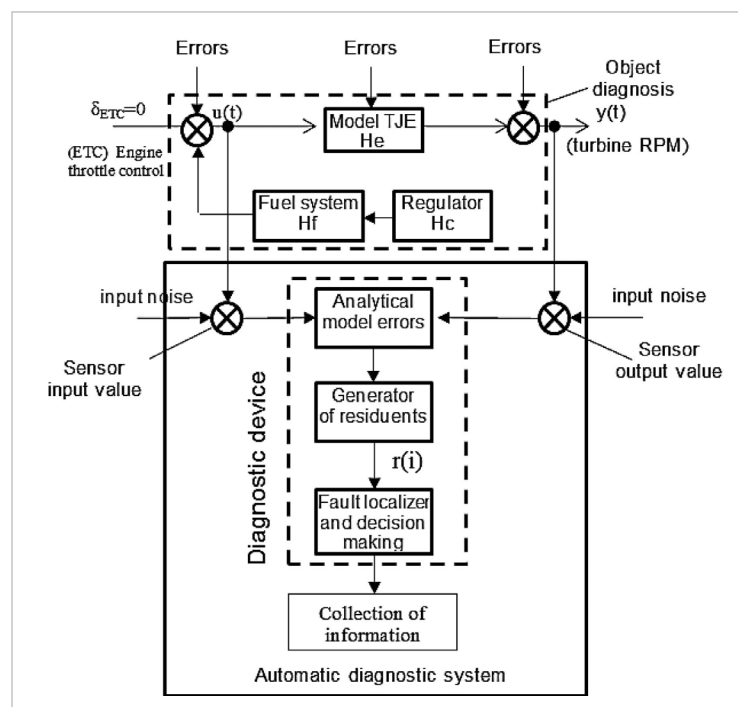 Errors
Errors
Errors
Object
diagnosis
δETC=0
u(t)
y(t)
Model TJE
He
(turbine RPM)
(ETC) Engine
throttle control
Fuel system
Hf
Regulator
Hc
input noise
Analytical
model errors
input noise
Sensor
input value
Sensor
output value
Diagnostic device
Generator
of residuents
r(i)
Fault localizer
and decision
making
Collection of
information
Automatic diagnostic system